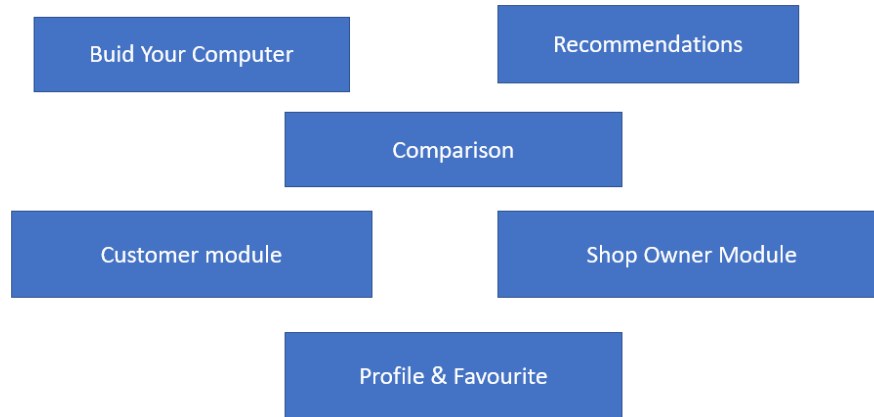 Buid Your Computer
Recommendations
Comparison
Customer module
Shop Owner Module
Profile & Favourite